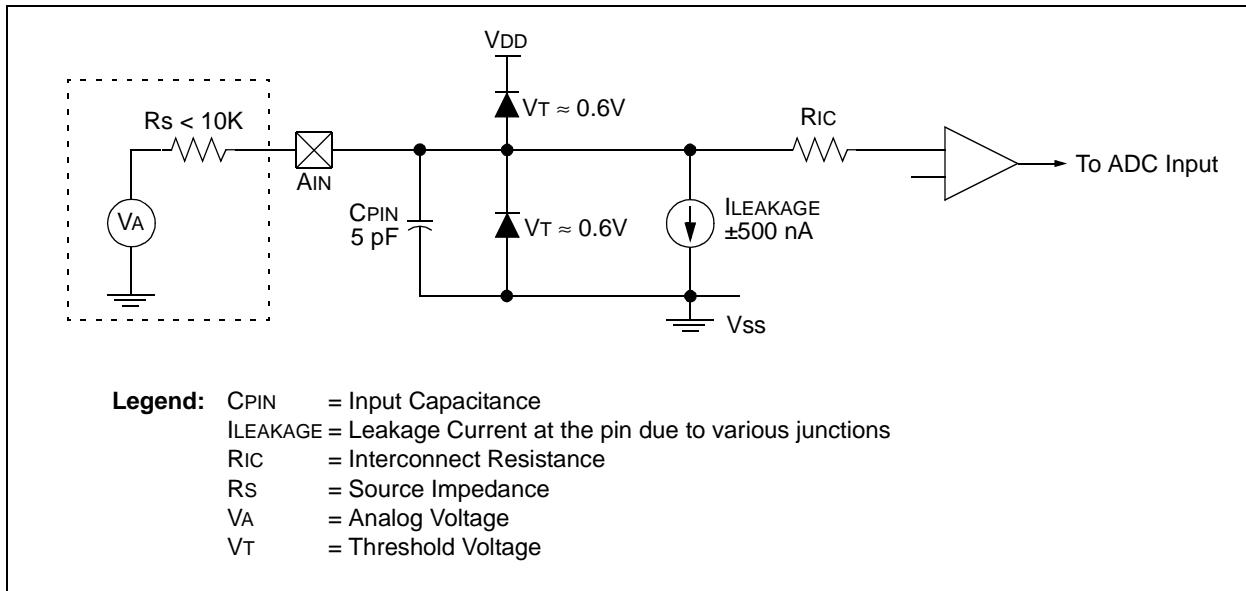 VDD
VT ≈ 0.6V
Rs < 10K
RIC
AIN
To ADC Input
VA
CPIN
5 pF
VT ≈ 0.6V
ILEAKAGE
±500 nA
Vss
Legend: CPIN = Input Capacitance
ILEAKAGE = Leakage Current at the pin due to various junctions
RIC = Interconnect Resistance
RS = Source Impedance
VA = Analog Voltage
VT = Threshold Voltage